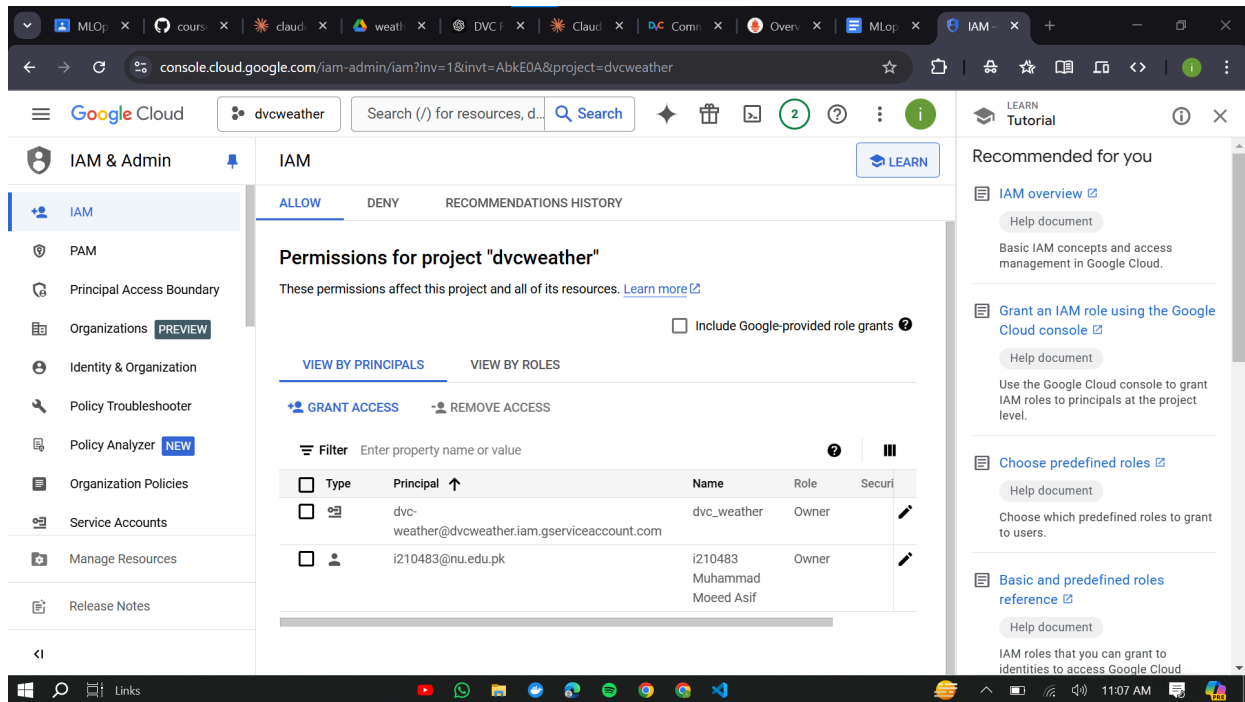 MLOp
cours
claud
weath
DVC F
Claud
Comm
Overv
MLop
IAM –
console.cloud.google.com/iam-admin/iam?inv=1&invt=AbkE0A&project=dvcweather
i
Google Cloud
dvcweather
Search (/) for resources, d...
Search
2
i
LEARN
Tutorial
IAM & Admin
IAM
LEARN
IAM
PAM
Principal Access Boundary
Organizations PREVIEW
Identity & Organization
Policy Troubleshooter
Policy Analyzer NEW
Organization Policies
Service Accounts
Manage Resources
Release Notes
ALLOW
DENY
RECOMMENDATIONS HISTORY
Permissions for project "dvcweather"
These permissions affect this project and all of its resources. Learn more
Include Google-provided role grants
VIEW BY PRINCIPALS
VIEW BY ROLES
GRANT ACCESS
REMOVE ACCESS
Filter Enter property name or value
Type Principal Name Role Securi
dvc-
weather@dvcweather.iam.gserviceaccount.com
dvc_weather
Owner
i210483@nu.edu.pk
i210483
Muhammad
Moeed Asif
Owner
Recommended for you
IAM overview
Help document
Basic IAM concepts and access
management in Google Cloud.
Grant an IAM role using the Google
Cloud console
Help document
Use the Google Cloud console to grant
IAM roles to principals at the project
level.
Choose predefined roles
Help document
Choose which predefined roles to grant
to users.
Basic and predefined roles
reference
Help document
IAM roles that you can grant to
identities to access Google Cloud
Links
11:07 AM
PRE